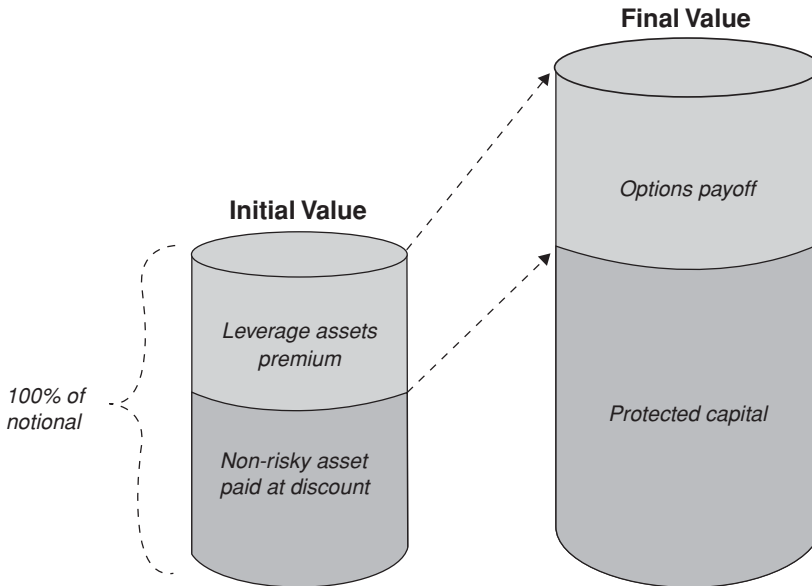 Final Value
Options payoff
Initial Value
Leverage assets
premium
100% of
notional
Protected capital
Non-risky asset
paid at discount